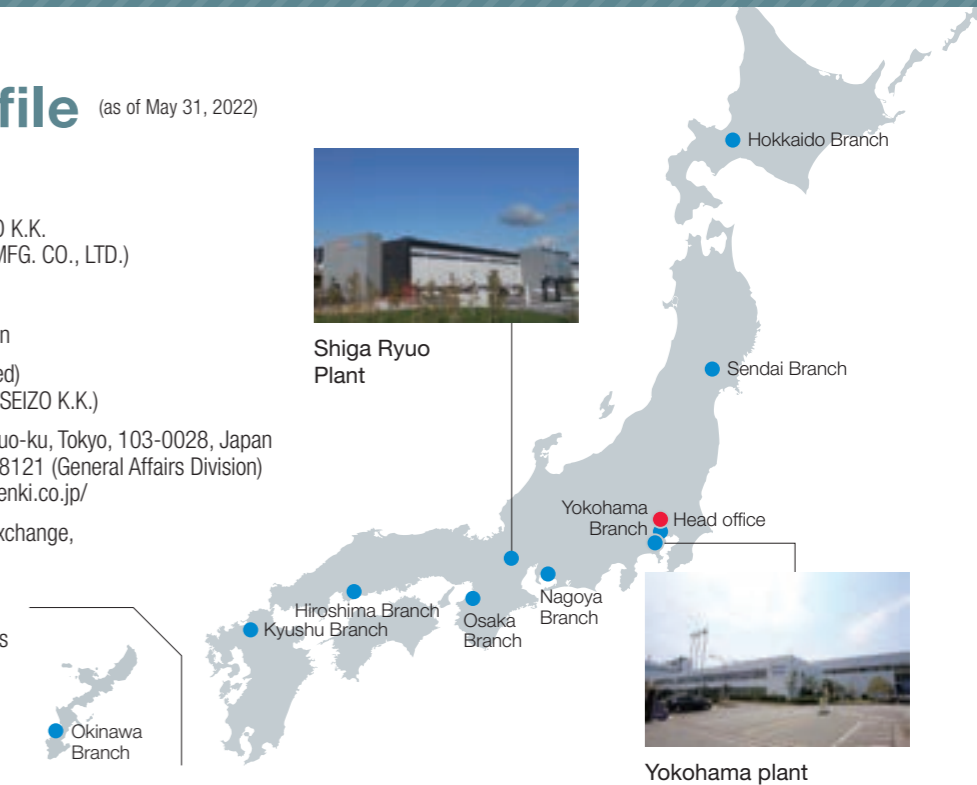 file (as of May 31, 2022)
K.K.
MFG. CO., LTD.)
SEIZO K.K.)
uo-ku, Tokyo, 103-0028, Japan
8121 (General Affairs Division)
enki.co.jp/
xchange,
Hokkaido Branch
Shiga Ryuo
Plant
Sendai Branch
Yokohama
Branch
Head office
Nagoya
Branch
Hiroshima Branch
Osaka
Branch
Kyushu Branch
Okinawa
Branch
Yokohama plant